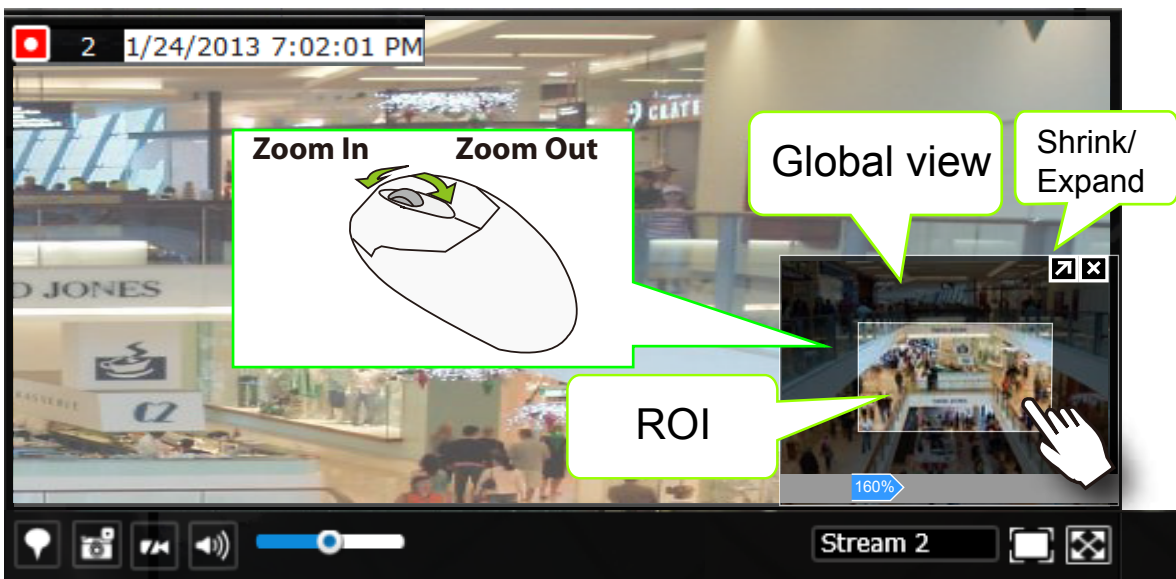 2 1/24/2013 7:02:01 PM
CRATE
Zoom In Zoom Out
Global view
Shrink/
Expand
D JONES
ROI
160%
Stream 2